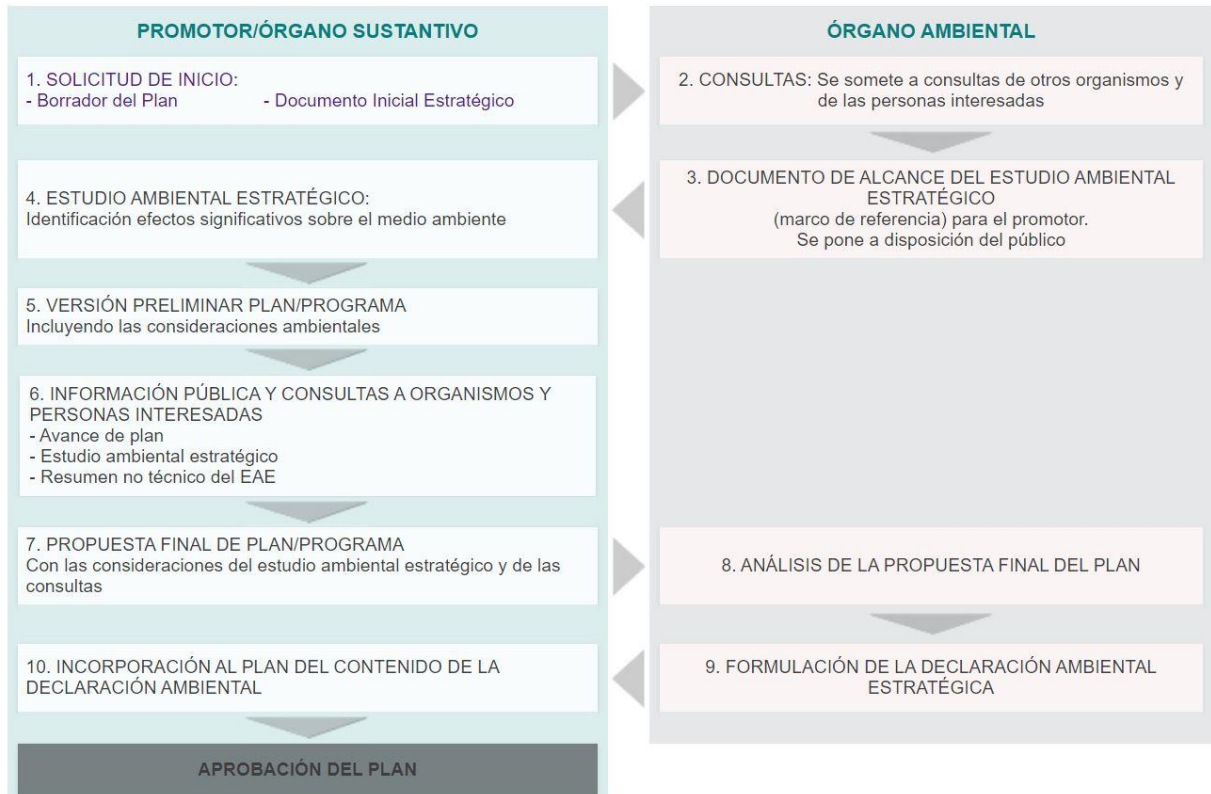 PROMOTOR/ÓRGANO SUSTANTIVO
ÓRGANO AMBIENTAL
1. SOLICITUD DE INICIO:
- Borrador del Plan - Documento Inicial Estratégico
2. CONSULTAS: Se somete a consultas de otros organismos y
de las personas interesadas
3. DOCUMENTO DE ALCANCE DEL ESTUDIO AMBIENTAL
ESTRATÉGICO
(marco de referencia) para el promotor.
Se pone a disposición del público
4. ESTUDIO AMBIENTAL ESTRATÉGICO:
Identificación efectos significativos sobre el medio ambiente
5. VERSIÓN PRELIMINAR PLAN/PROGRAMA
Incluyendo las consideraciones ambientales
6. INFORMACIÓN PÚBLICA Y CONSULTAS A ORGANISMOS Y
PERSONAS INTERESADAS
- Avance de plan
- Estudio ambiental estratégico
- Resumen no técnico del EAE
7. PROPUESTA FINAL DE PLAN/PROGRAMA
Con las consideraciones del estudio ambiental estratégico y de las
consultas
8. ANÁLISIS DE LA PROPUESTA FINAL DEL PLAN
9. FORMULACIÓN DE LA DECLARACIÓN AMBIENTAL
ESTRATÉGICA
10. INCORPORACIÓN AL PLAN DEL CONTENIDO DE LA
DECLARACIÓN AMBIENTAL
APROBACIÓN DEL PLAN